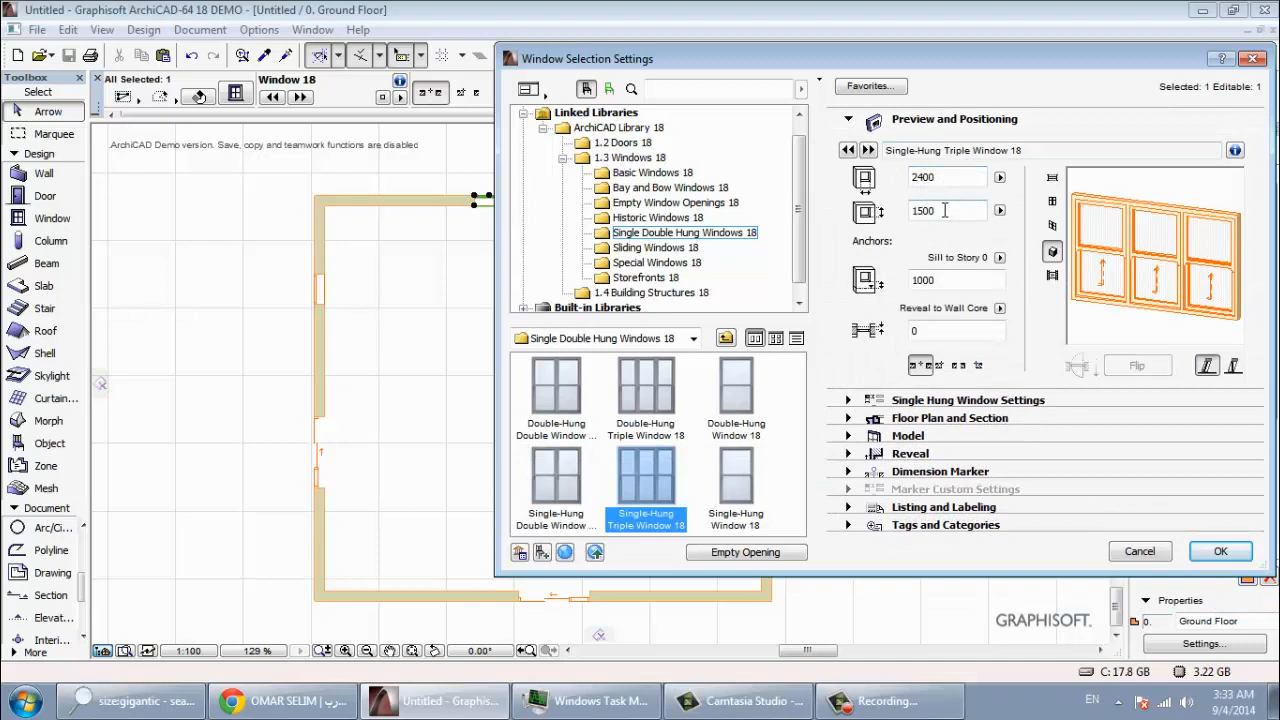 Untitled - Graphisoft ArchiCAD-64 18 DEMO - [Untitled / 0. Ground Floor]
File Edit View Design Document Options Window Help
Toolbox
Select
Arrow
Marquee
Design
Wall
Door
Window
Column
Beam
Slab
Stair
Roof
Shell
Skylight
Curtain...
Morph
Object
Zone
Mesh
Document
Arc/Ci...
Polyline
Drawing
Section
Elevat...
Interi...
More
All Selected: 1
Window 18
ArchiCAD Demo version. Save, copy and teamwork functions are disabled
1:100
129 %
0.00°
Window Selection Settings
Linked Libraries
ArchiCAD Library 18
1.2 Doors 18
1.3 Windows 18
Basic Windows 18
Bay and Bow Windows 18
Empty Window Openings 18
Historic Windows 18
Single Double Hung Windows 18
Sliding Windows 18
Special Windows 18
Storefronts 18
1.4 Building Structures 18
Built-in Libraries
Single Double Hung Windows 18
Double-Hung Double Window ...
Double-Hung Triple Window 18
Double-Hung Window 18
Single-Hung Double Window ...
Single-Hung Triple Window 18
Single-Hung Window 18
Empty Opening
Favorites...
Selected: 1 Editable: 1
Preview and Positioning
Single-Hung Triple Window 18
2400
1500
Anchors:
Sill to Story 0
1000
Reveal to Wall Core
0
Flip
Single Hung Window Settings
Floor Plan and Section
Model
Reveal
Dimension Marker
Marker Custom Settings
Listing and Labeling
Tags and Categories
Cancel
OK
GRAPHISOFT.
Properties
0. Ground Floor
Settings...
C: 17.8 GB
3.22 GB
size:gigantic - sea...
OMAR SELIM | ...رب
Untitled - Graphis...
Windows Task M...
Camtasia Studio - ...
Recording...
EN
3:33 AM
9/4/2014